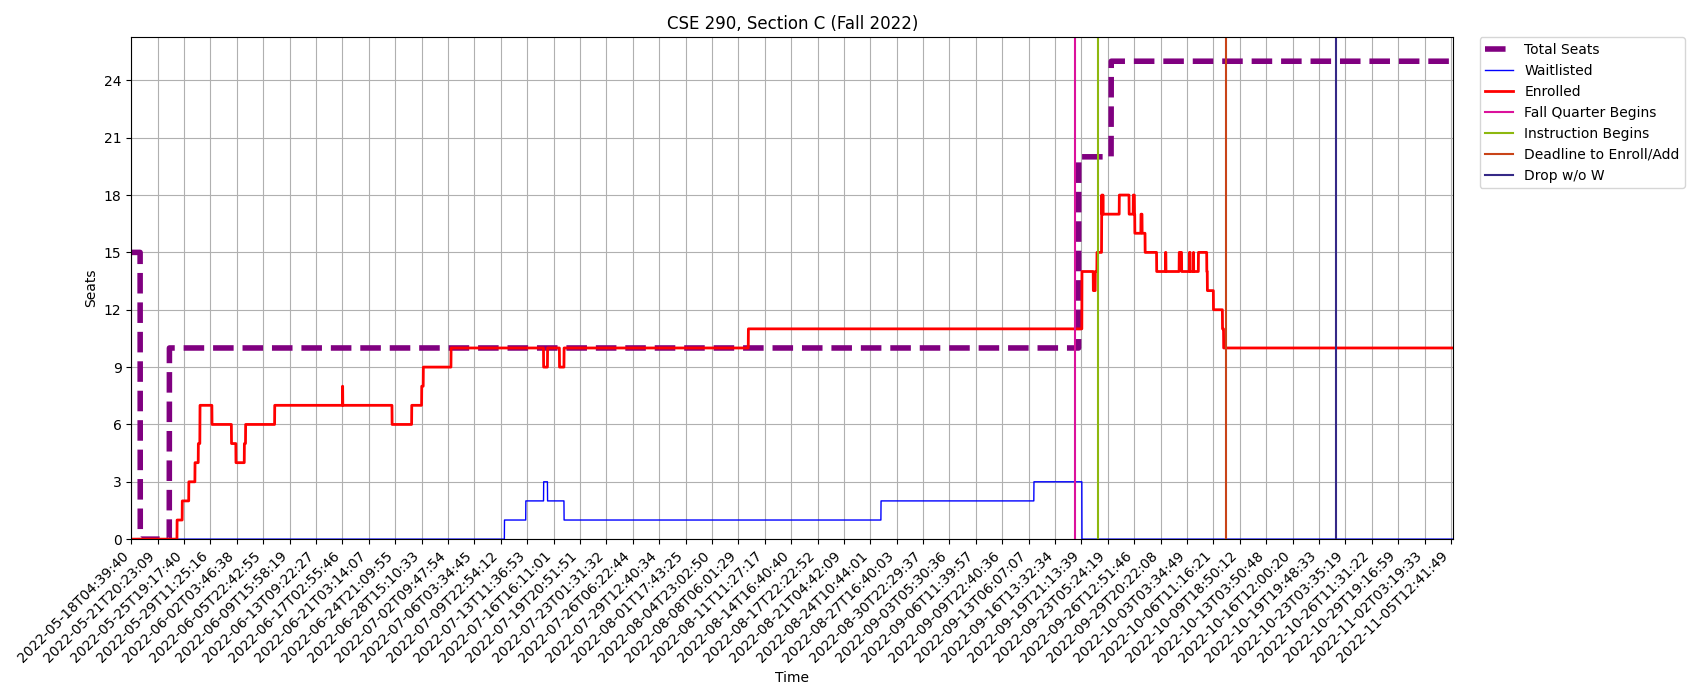 CSE 290, Section C (Fall 2022)
Total Seats
Waitlisted
Enrolled
Fall Quarter Begins
Instruction Begins
Deadline to Enroll/Add
Drop w/o W
Seats
24
21
18
15
12
9
6
3
0
2022-05-18T04:39:40
2022-05-21T20:23:09
2022-05-25T19:17:40
2022-05-29T11:25:16
2022-06-02T03:46:38
2022-06-05T22:42:55
2022-06-09T15:58:19
2022-06-13T09:22:27
2022-06-17T02:55:46
2022-06-21T03:14:07
2022-06-24T21:09:55
2022-06-28T15:10:33
2022-07-02T09:47:54
2022-07-06T03:34:45
2022-07-09T22:54:12
2022-07-13T11:36:53
2022-07-16T16:11:01
2022-07-19T20:51:51
2022-07-23T01:31:32
2022-07-26T06:22:44
2022-07-29T12:40:34
2022-08-01T17:43:25
2022-08-04T23:02:50
2022-08-08T06:01:29
2022-08-11T11:27:17
2022-08-14T16:40:40
2022-08-17T22:22:52
2022-08-21T04:42:09
2022-08-24T10:44:01
2022-08-27T16:40:03
2022-08-30T22:29:37
2022-09-03T05:30:36
2022-09-06T11:39:57
2022-09-09T22:40:36
2022-09-13T06:07:07
2022-09-16T13:32:34
2022-09-19T21:13:39
2022-09-23T05:24:19
2022-09-26T12:51:46
2022-09-29T20:22:08
2022-10-03T03:34:49
2022-10-06T11:16:21
2022-10-09T18:50:12
2022-10-13T03:50:48
2022-10-16T12:00:20
2022-10-19T19:48:33
2022-10-23T03:35:19
2022-10-26T11:31:22
2022-10-29T19:16:59
2022-11-02T03:19:33
2022-11-05T12:41:49
Time